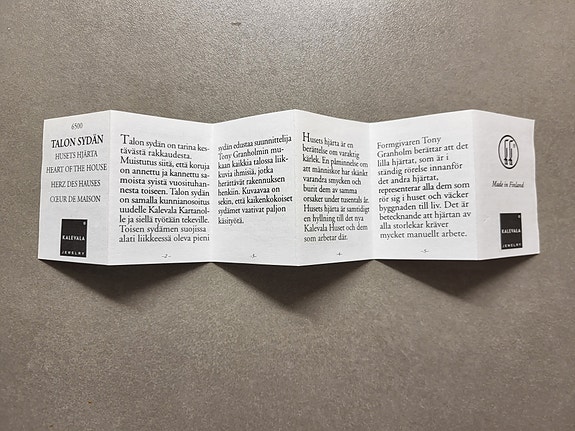 6500
TALON SYDÄN
HUSETS HJÄRTA
HEART OF THE HOUSE
HERZ DES HAUSES
CŒUR DE MAISON
KALEVALA
JEWELRY
Talon sydän on tarina kes-
tävästä rakkaudesta.
Muistutus siitä, että koruja
on annettu ja kannettu sa-
moista syistä vuosituhan-
nesta toiseen. Talon sydän
on samalla kunnianosoitus
uudelle Kalevala Kartanol-
le ja siellä työtään tekeville.
Toisen sydämen suojissa
alati liikkeessä oleva pieni
-2-
sydän edustaa suunnittelija
Tony Granholmin mu-
kaan kaikkia talossa liik-
kuvia ihmisiä, jotka
herättävät rakennuksen
henkiin. Kuvaavaa on
sekin, että kaikenkokoiset
sydämet vaativat paljon
käsityötä.
-3-
Husets hjärta är en
berättelse om varaktig
kärlek. En påminnelse om
att människor har skänkt
varandra smycken och
burit dem av samma
orsaker under tusentals år.
Husets hjärta är samtidigt
en hyllning till det nya
Kalevala Huset och dem
som arbetar där.
-4-
Formgivaren Tony
Granholm berättar att det
lilla hjärtat, som är i
ständig rörelse innanför
det andra hjärtat,
representerar alla dem som
rör sig i huset och väcker
byggnaden till liv. Det är
betecknande att hjärtan av
alla storlekar kräver
mycket manuellt arbete.
-5-
Made in Finland
KALEVALA
JEWELRY